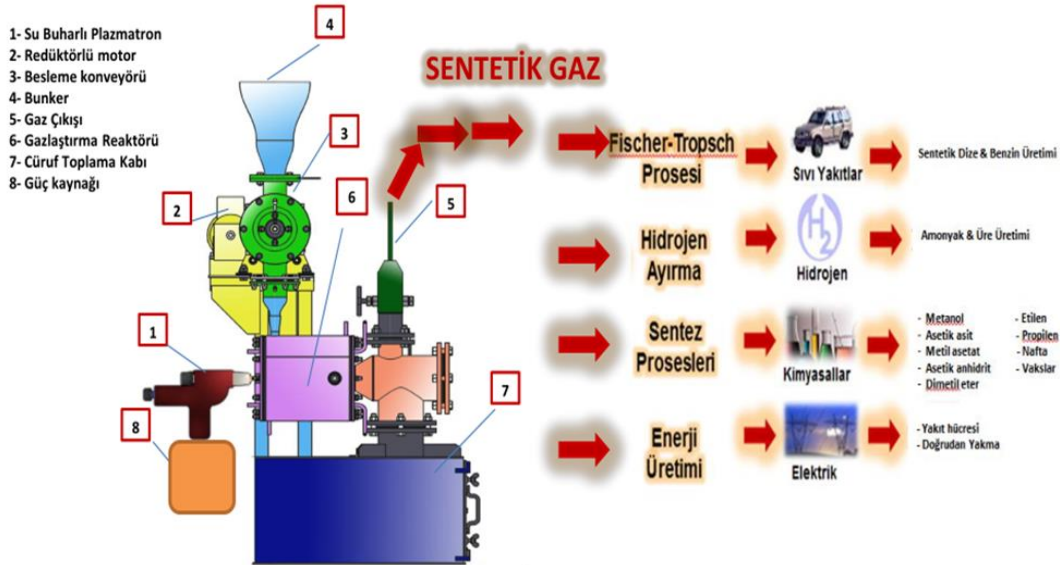 1- Su Buharlı Plazmatron
2- Redüktörlü motor
3- Besleme konveyörü
4- Bunker
5- Gaz Çıkışı
6- Gazlaştırma Reaktörü
7- Cüruf Toplama Kabı
8- Güç kaynağı
4
3
2
6
5
1
8
7
SENTETİK GAZ
Fischer-Tropsch
Prosesi
Sıvı Yakıtlar
Sentetik Dize & Benzin Üretimi
Hidrojen
Ayırma
H2
Hidrojen
Amonyak & Üre Üretimi
Sentez
Prosesleri
Kimyasallar
- Metanol
- Asetik asit
- Metil asetat
- Asetik anhidrit
- Dimetil eter
- Etilen
- Propilen
- Nafta
- Vakslar
Enerji
Üretimi
Elektrik
- Yakıt hücresi
- Doğrudan Yakma